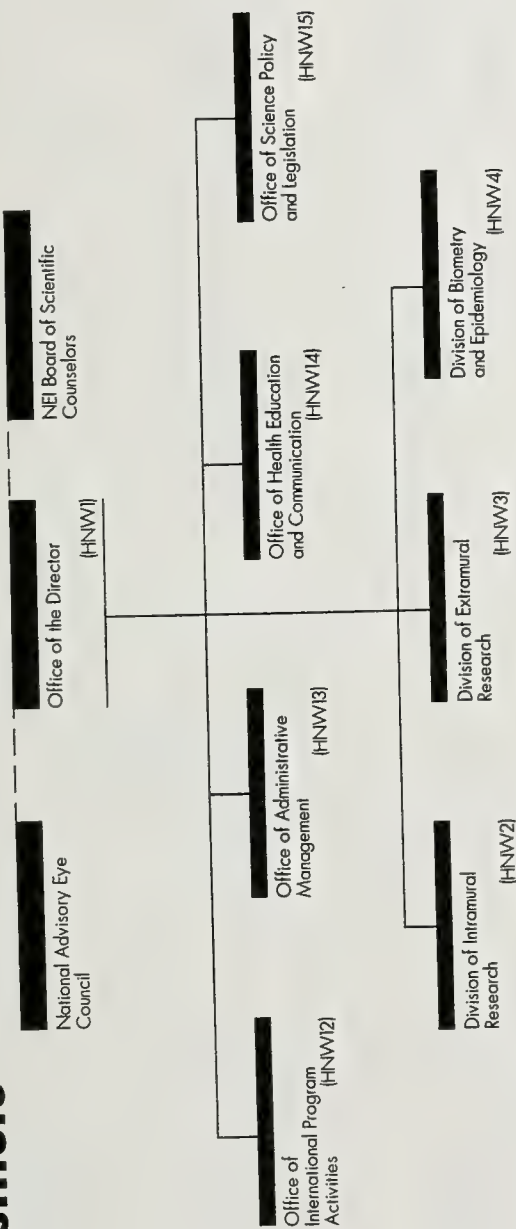 National Advisory Eye
Council
Office of the Director
(HNW1)
NEI Board of Scientific
Counselors
Office of
International Program
Activities (HNW12)
Office of Administrative
Management
(HNW13)
Office of Health Education
and Communication
(HNW14)
Office of Science Policy
and Legislation
(HNW15)
Division of Intramural
Research
(HNW2)
Division of Extramural
Research
(HNW3)
Division of Biometry
and Epidemiology
(HNW4)